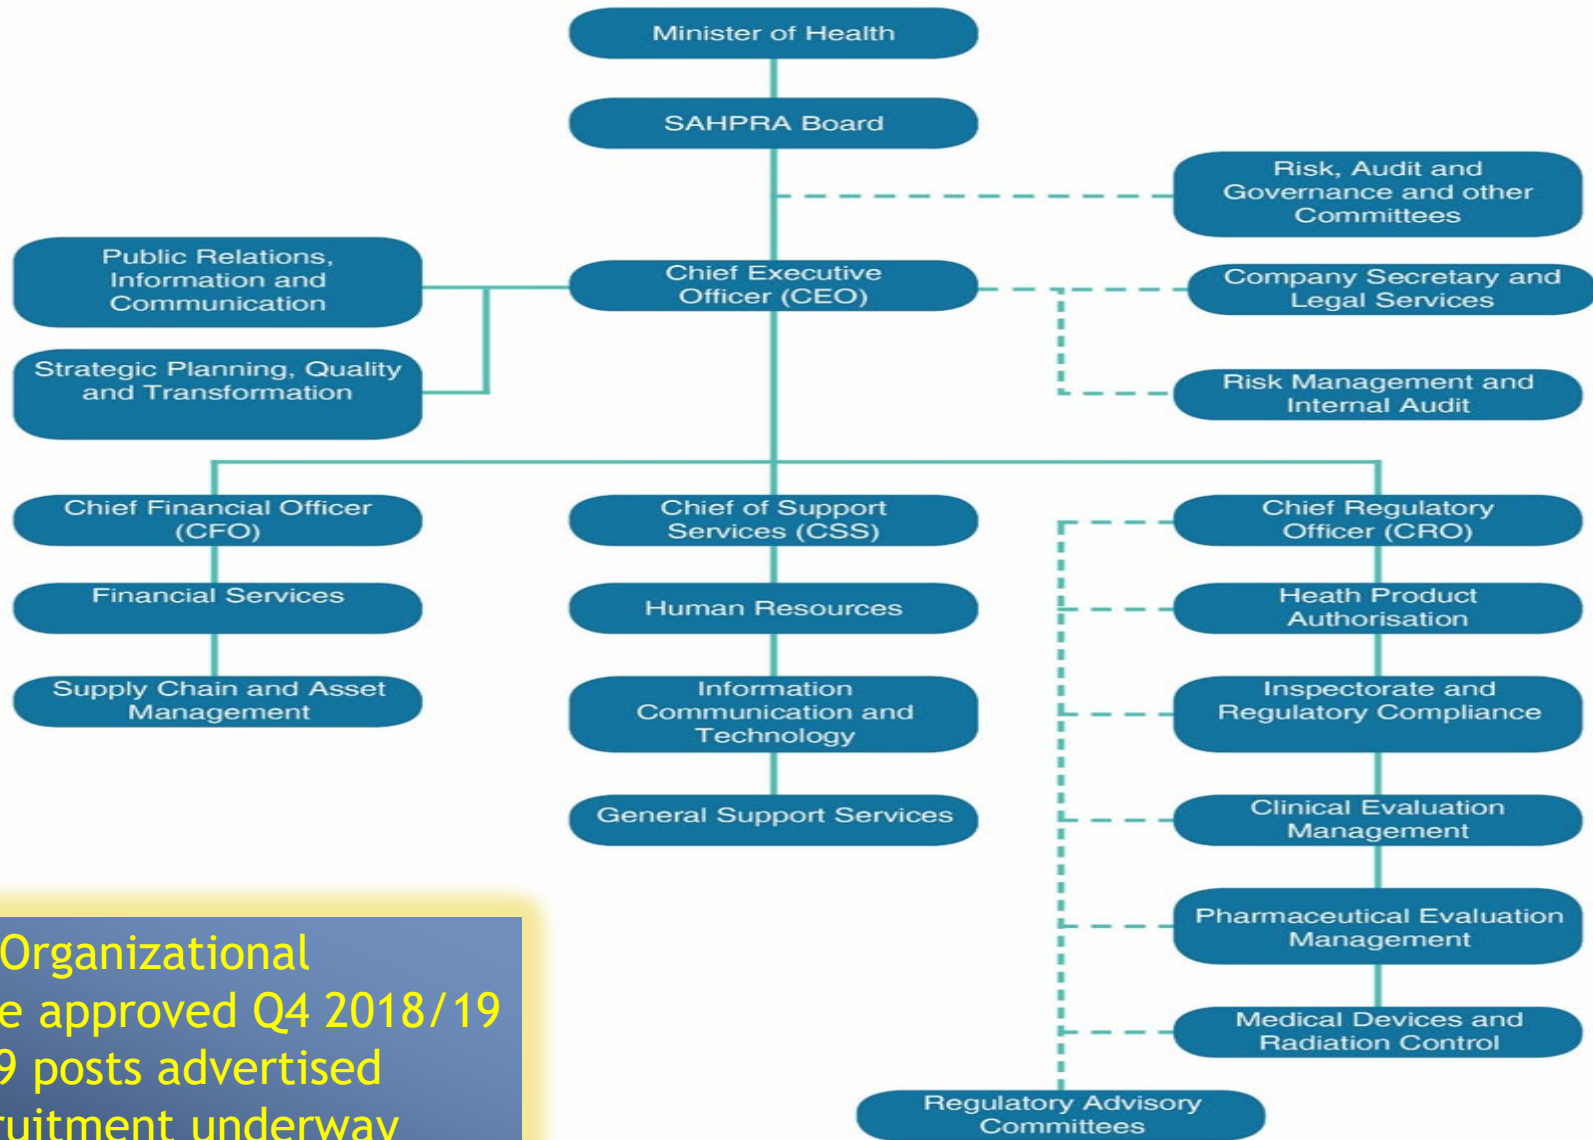 Minister of Health
SAHPRA Board
Risk, Audit and
Governance and other
Committees
Public Relations,
Information and
Communication
Chief Executive
Officer (CEO)
Company Secretary and
Legal Services
Strategic Planning, Quality
and Transformation
Risk Management and
Internal Audit
Chief Financial Officer
(CFO)
Chief of Support
Services (CSS)
Chief Regulatory
Officer (CRO)
Financial Services
Human Resources
Heath Product
Authorisation
Supply Chain and Asset
Management
Information
Communication and
Technology
Inspectorate and
Regulatory Compliance
General Support Services
Clinical Evaluation
Management
Pharmaceutical Evaluation
Management
Medical Devices and
Radiation Control
Regulatory Advisory
Committees
Organizational
approved Q4 2018/19
posts advertised
underway